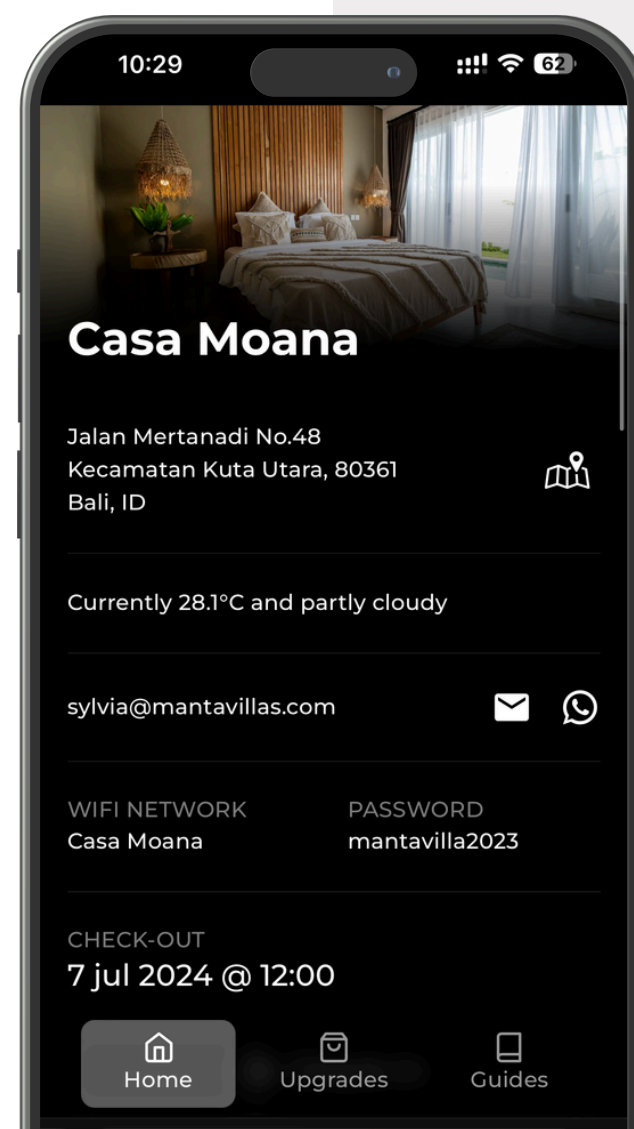 10:29
62
Casa Moana
Jalan Mertanadi No.48
Kecamatan Kuta Utara, 80361
Bali, ID
Currently 28.1°C and partly cloudy
sylvia@mantavillas.com
WIFI NETWORK PASSWORD
Casa Moana mantavilla2023
CHECK-OUT
7 jul 2024 @ 12:00
Home Upgrades Guides